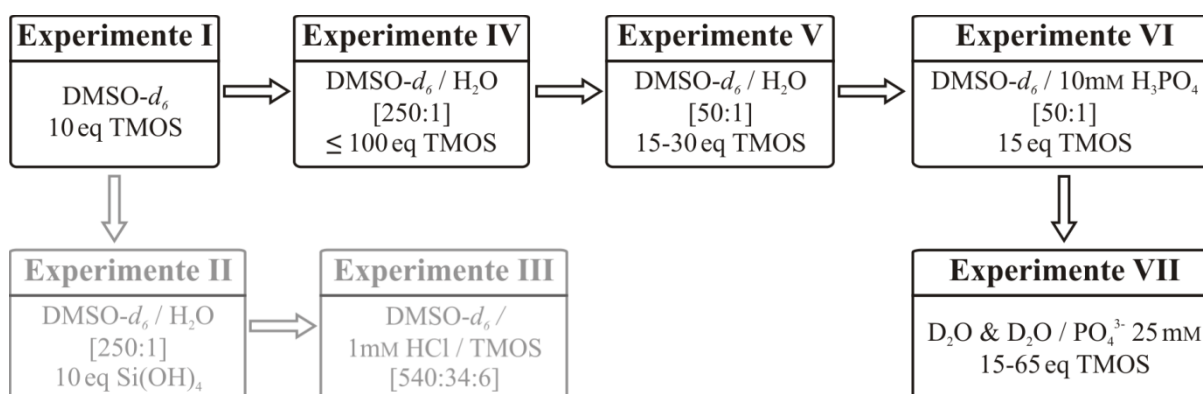 Experimente I
DMSO-d₆
10 eq TMOS
Experimente IV
DMSO-d₆ / H₂O
[250:1]
≤ 100 eq TMOS
Experimente V
DMSO-d₆ / H₂O
[50:1]
15-30 eq TMOS
Experimente VI
DMSO-d₆ / 10mM H₃PO₄
[50:1]
15 eq TMOS
Experimente II
DMSO-d₆ / H₂O
[250:1]
10 eq Si(OH)₄
Experimente III
DMSO-d₆ /
1mM HCl / TMOS
[540:34:6]
Experimente VII
D₂O & D₂O / PO₄³⁻ 25 mM
15-65 eq TMOS